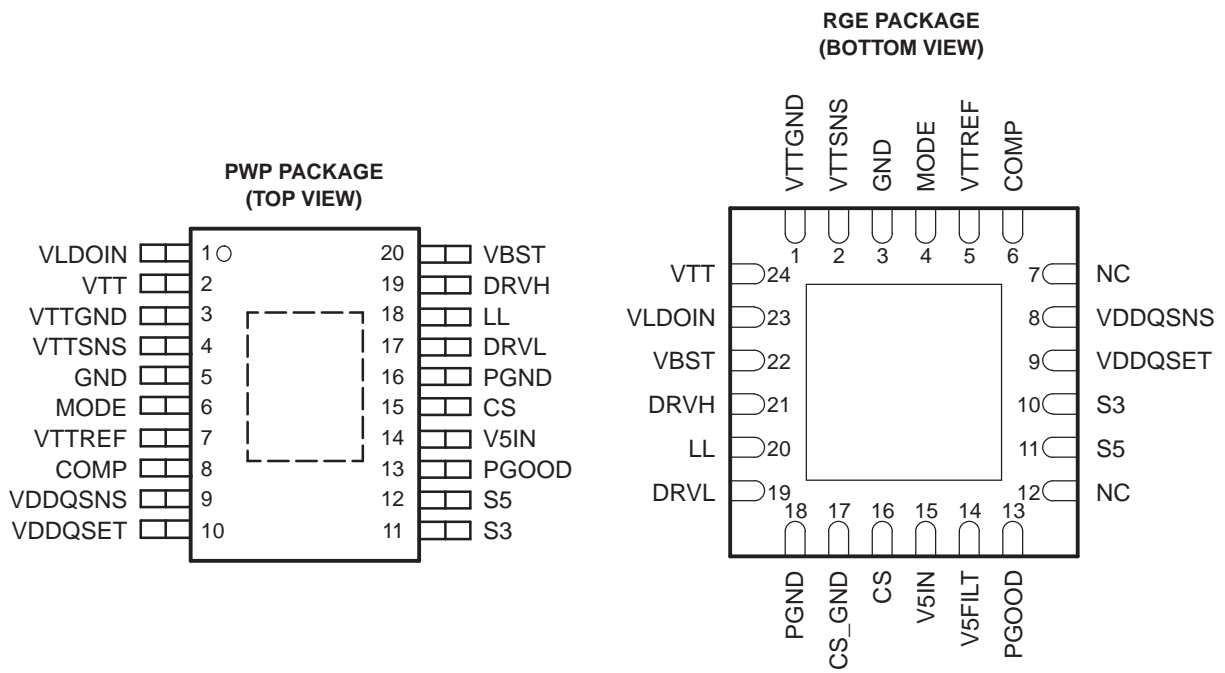 PWP PACKAGE
(TOP VIEW)
VLDOIN 1 20 VBST
VTT 2 19 DRVH
VTTGND 3 18 LL
VTTSNS 4 17 DRVL
GND 5 16 PGND
MODE 6 15 CS
VTTREF 7 14 V5IN
COMP 8 13 PGOOD
VDDQSNS 9 12 S5
VDDQSET 10 11 S3
RGE PACKAGE
(BOTTOM VIEW)
VTTGND VTTSNS GND MODE VTTREF COMP
1 2 3 4 5 6
VTT 24 7 NC
VLDOIN 23 8 VDDQSNS
VBST 22 9 VDDQSET
DRVH 21 10 S3
LL 20 11 S5
DRVL 19 12 NC
18 17 16 15 14 13
PGND CS_GND CS V5IN V5FILT PGOOD